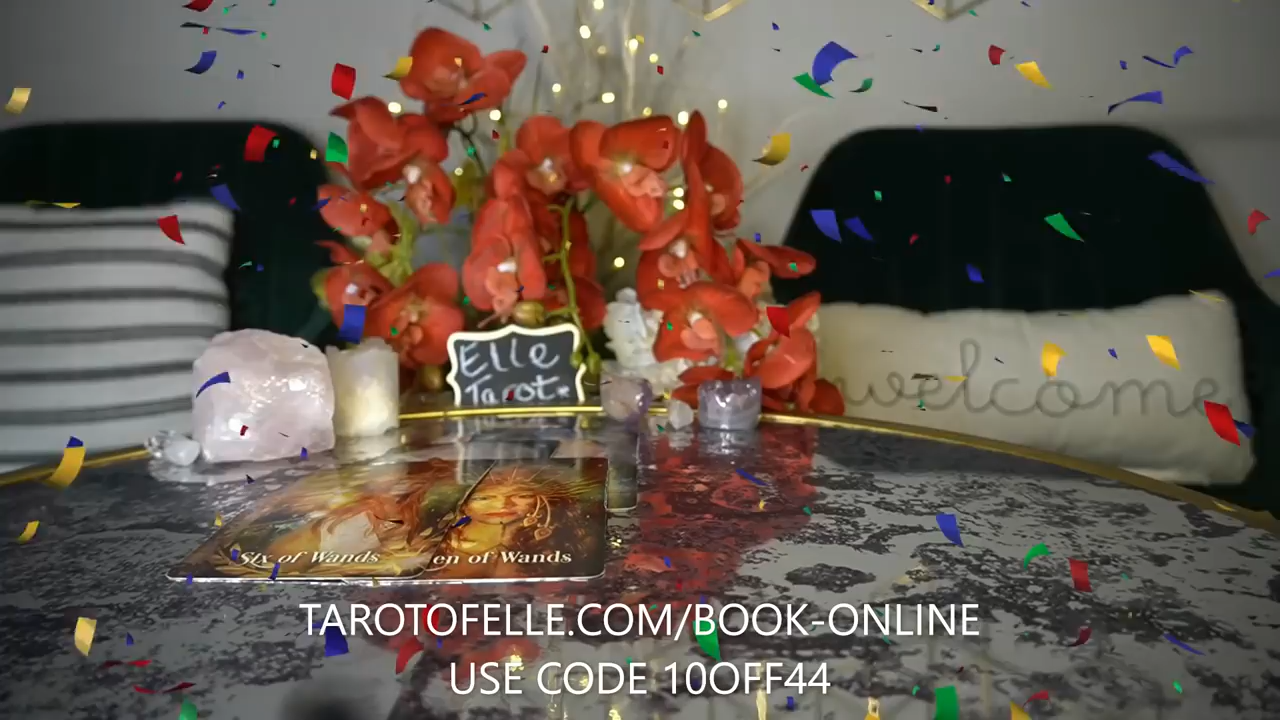 Elle
Tarot
welcome
Six of Wands
en of Wands
TAROTOFELLE.COM/BOOK-ONLINE
USE CODE 10OFF44